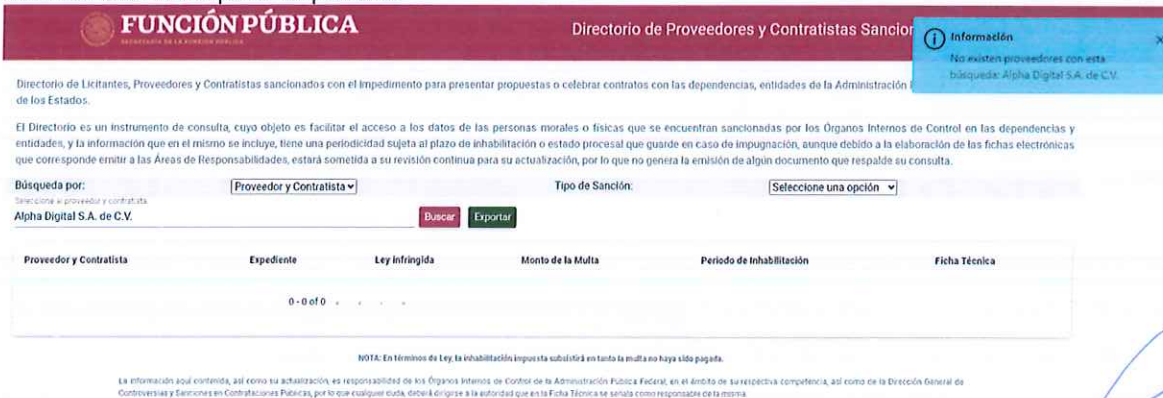 FUNCIÓN PÚBLICA
SECRETARÍA DE LA FUNCIÓN PÚBLICA
Directorio de Proveedores y Contratistas Sancion
Información
×
No existen proveedores con esta
búsqueda: Alpha Digital S.A. de C.V.
Directorio de Licitantes, Proveedores y Contratistas sancionados con el impedimento para presentar propuestas o celebrar contratos con las dependencias, entidades de la Administración
de los Estados.
El Directorio es un instrumento de consulta, cuyo objeto es facilitar el acceso a los datos de las personas morales o físicas que se encuentran sancionadas por los Órganos Internos de Control en las dependencias y
entidades, y la información que en el mismo se incluye, tiene una periodicidad sujeta al plazo de inhabilitación o estado procesal que guarde en caso de impugnación, aunque debido a la elaboración de las fichas electrónicas
que corresponde emitir a las Áreas de Responsabilidades, estará sometida a su revisión continua para su actualización, por lo que no genera la emisión de algún documento que respalde su consulta.
Búsqueda por: Proveedor y Contratista Tipo de Sanción: Seleccione una opción
Seleccione el proveedor y contratista
Alpha Digital S.A. de C.V. Buscar Exportar
Proveedor y Contratista Expediente Ley infringida Monto de la Multa Periodo de Inhabilitación Ficha Técnica
0 - 0 of 0
NOTA: En términos de Ley, la inhabilitación impuesta subsistirá en tanto la multa no haya sido pagada.
La información aquí contenida, así como su actualización, es responsabilidad de los Órganos Internos de Control de la Administración Pública Federal, en el ámbito de su respectiva competencia, así como de la Dirección General de
Controversias y Sanciones en Contrataciones Públicas, por lo que cualquier duda, deberá dirigirse a la autoridad que en la Ficha Técnica se señala como responsable de la misma.